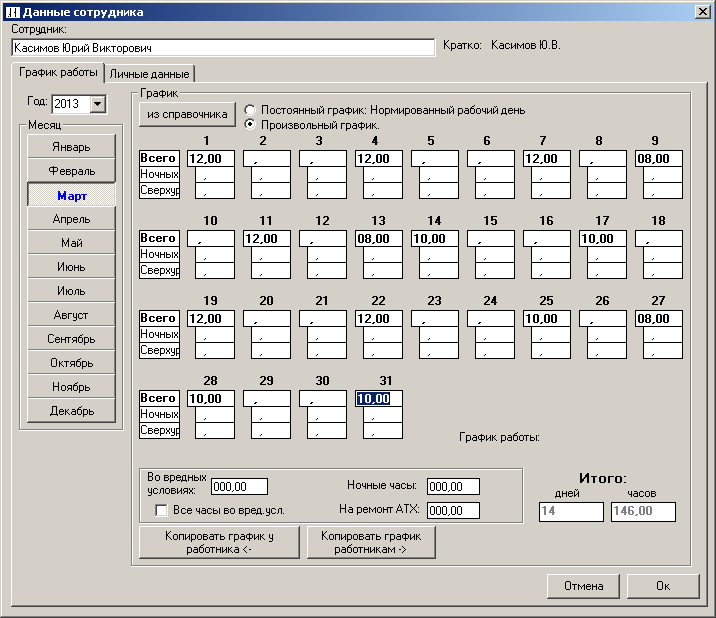 Данные сотрудника
Сотрудник:
Касимов Юрий Викторович Кратко: Касимов Ю.В.
График работы Личные данные
Год: 2013
Месяц
Январь
Февраль
Март
Апрель
Май
Июнь
Июль
Август
Сентябрь
Октябрь
Ноябрь
Декабрь
График
из справочника
Постоянный график: Нормированный рабочий день
Произвольный график.
1 2 3 4 5 6 7 8 9
Всего 12,00 , , 12,00 , , 12,00 , 08,00
Ночных , , , , , , , , ,
Сверхур , , , , , , , , ,
10 11 12 13 14 15 16 17 18
Всего , 12,00 , 08,00 10,00 , , 10,00 ,
Ночных , , , , , , , , ,
Сверхур , , , , , , , , ,
19 20 21 22 23 24 25 26 27
Всего 12,00 , , 12,00 , , 10,00 , 08,00
Ночных , , , , , , , , ,
Сверхур , , , , , , , , ,
28 29 30 31
Всего 10,00 , , 10,00
Ночных , , , ,
Сверхур , , , ,
График работы:
Во вредных
условиях: 000,00
Все часы во вред.усл.
Ночные часы: 000,00
На ремонт АТХ: 000,00
Итого:
дней часов
14 146,00
Копировать график у
работника <-
Копировать график
работникам ->
Отмена Ок